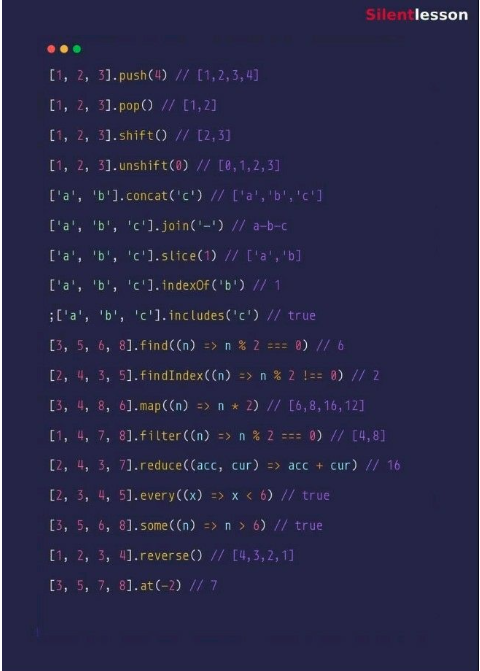 Silentlesson
[1, 2, 3].push(4) // [1,2,3,4]
[1, 2, 3].pop() // [1,2]
[1, 2, 3].shift() // [2,3]
[1, 2, 3].unshift(0) // [0,1,2,3]
['a', 'b'].concat('c') // ['a','b','c']
['a', 'b', 'c'].join('-') // a-b-c
['a', 'b', 'c'].slice(1) // ['a','b]
['a', 'b', 'c'].indexOf('b') // 1
;['a', 'b', 'c'].includes('c') // true
[3, 5, 6, 8].find((n) => n % 2 === 0) // 6
[2, 4, 3, 5].findIndex((n) => n % 2 !== 0) // 2
[3, 4, 8, 6].map((n) => n * 2) // [6,8,16,12]
[1, 4, 7, 8].filter((n) => n % 2 === 0) // [4,8]
[2, 4, 3, 7].reduce((acc, cur) => acc + cur) // 16
[2, 3, 4, 5].every((x) => x < 6) // true
[3, 5, 6, 8].some((n) => n > 6) // true
[1, 2, 3, 4].reverse() // [4,3,2,1]
[3, 5, 7, 8].at(-2) // 7